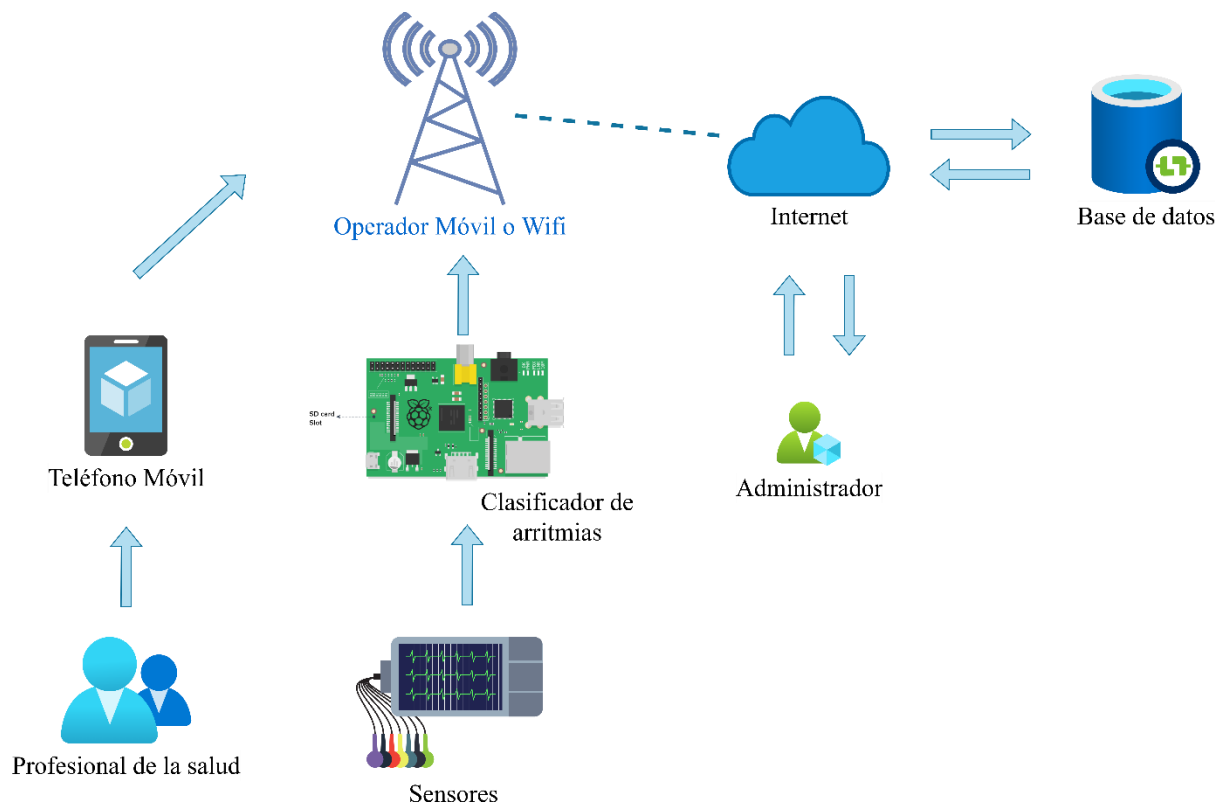 Operador Móvil o Wifi
Internet
Base de datos
SD card
Slot
Teléfono Móvil
Clasificador de
arritmias
Administrador
Profesional de la salud
Sensores